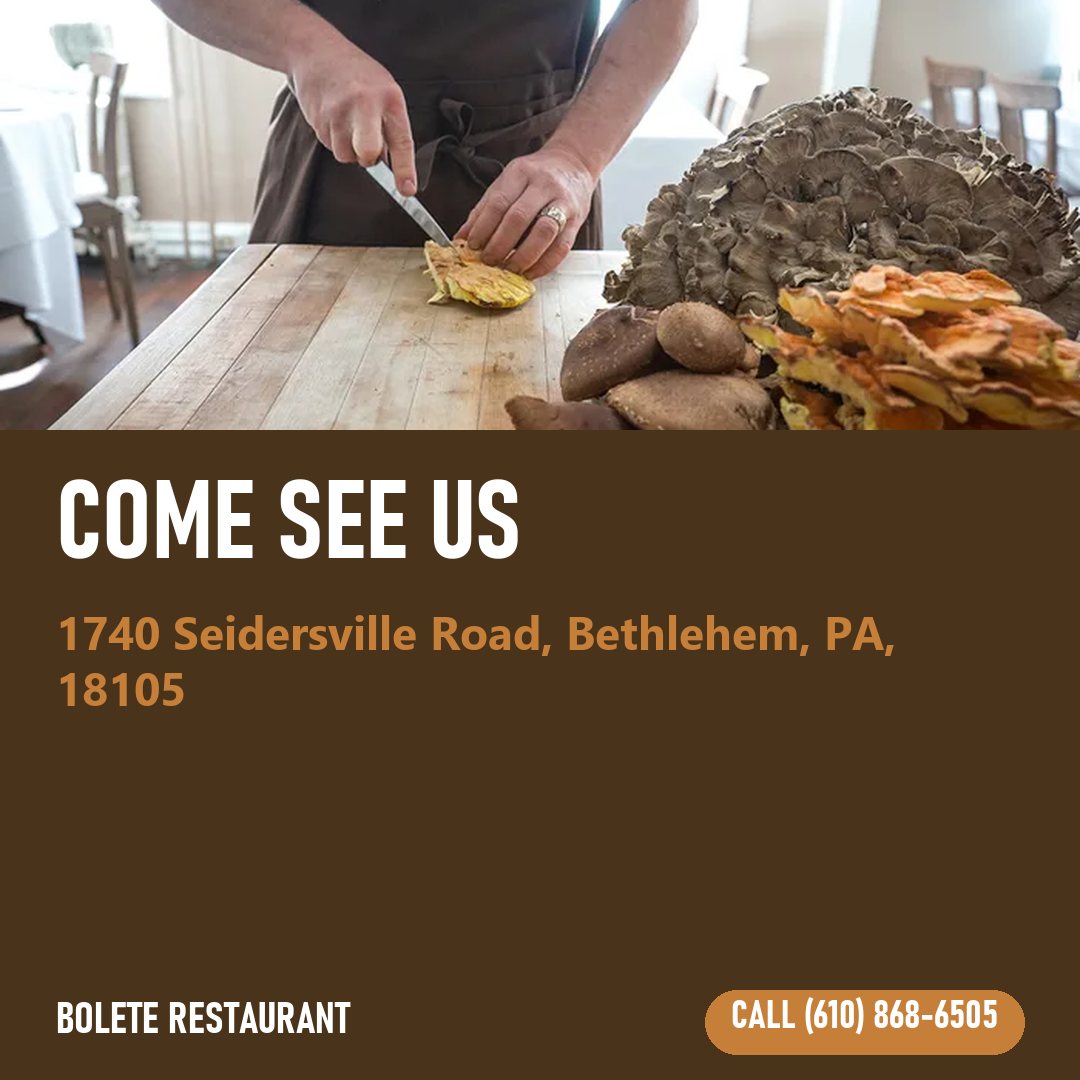 COME SEE US
1740 Seidersville Road, Bethlehem, PA,
18105
BOLETE RESTAURANT
CALL (610) 868-6505